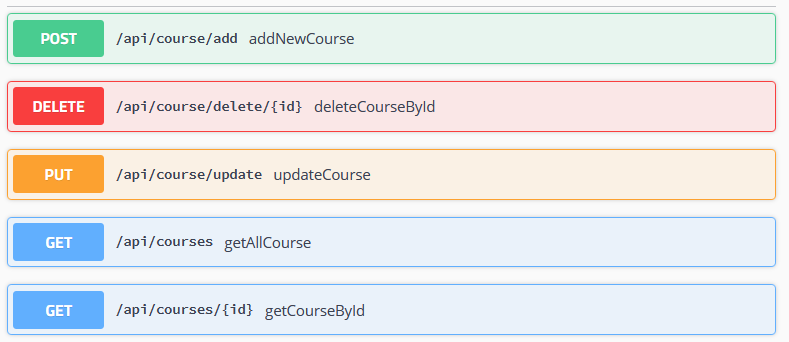 POST /api/course/add addNewCourse
DELETE /api/course/delete/{id} deleteCourseById
PUT /api/course/update updateCourse
GET /api/courses getAllCourse
GET /api/courses/{id} getCourseById